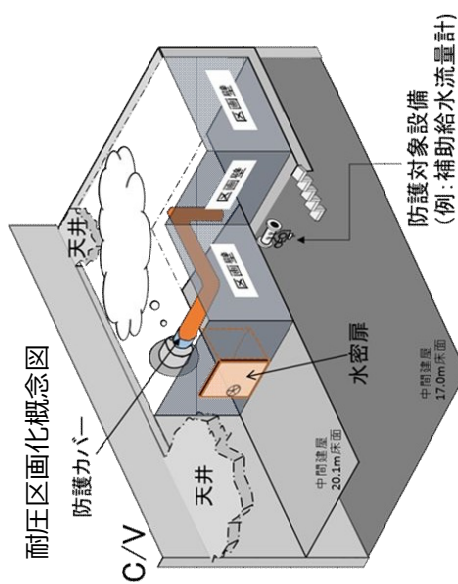 耐圧区画化概念図
防護カバー
C/V
天井
天井
区画壁
区画壁
区画壁
水密扉
中間建屋
20.1m床面
中間建屋
17.0m床面
防護対象設備
(例:補助給水流量計)